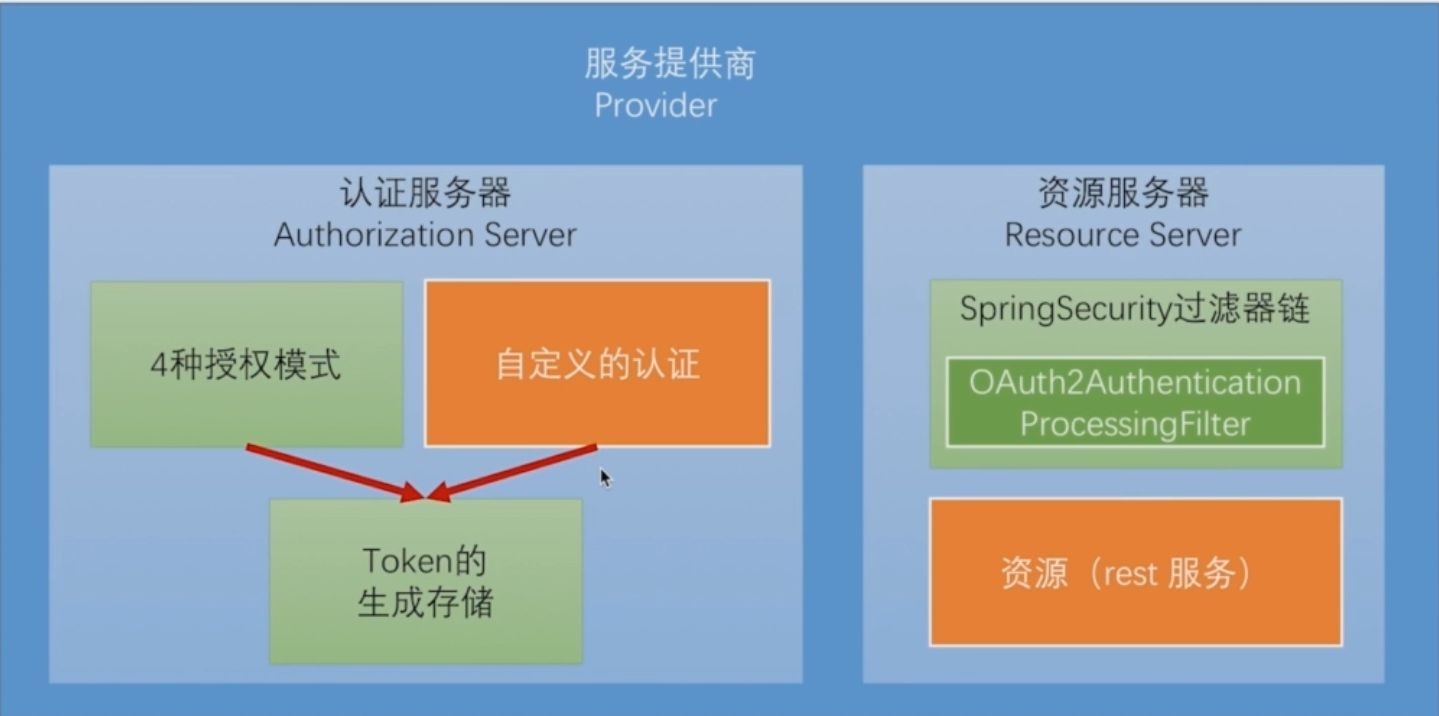 服务提供商
Provider
认证服务器
Authorization Server
4种授权模式
自定义的认证
Token的
生成存储
资源服务器
Resource Server
SpringSecurity过滤器链
OAuth2Authentication
ProcessingFilter
资源（rest 服务）